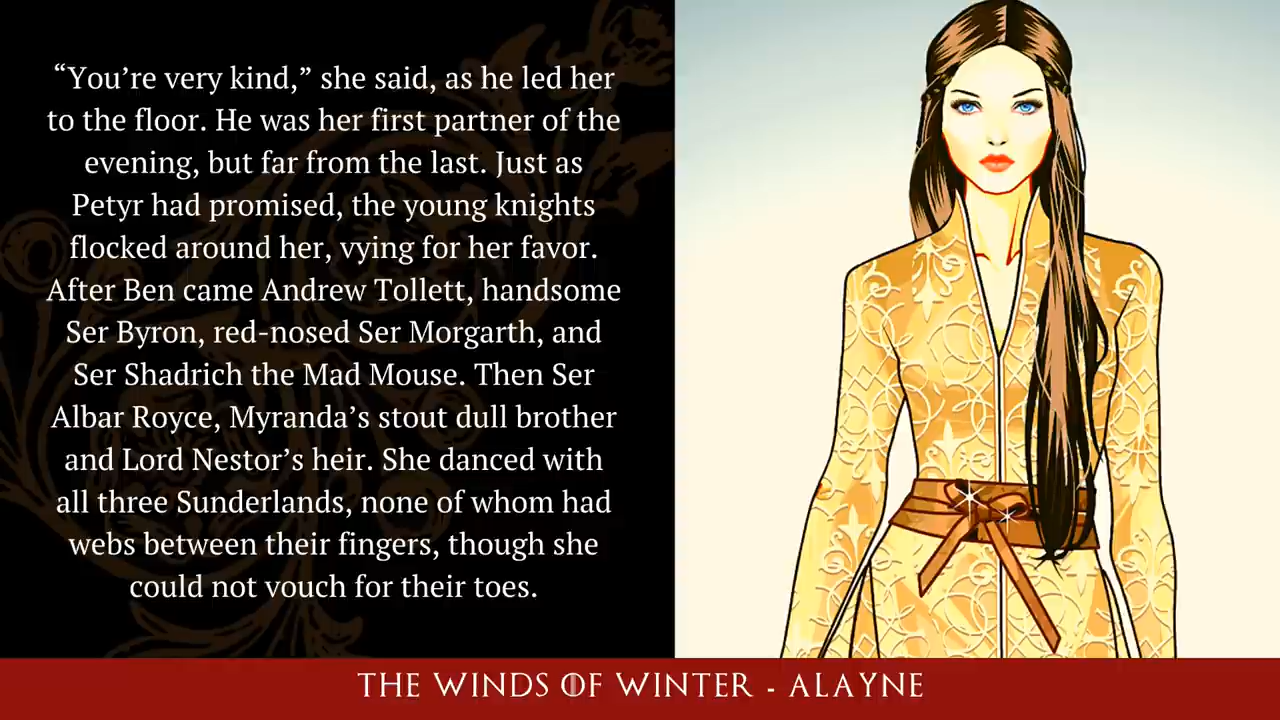 “You’re very kind,” she said, as he led her
to the floor. He was her first partner of the
evening, but far from the last. Just as
Petyr had promised, the young knights
flocked around her, vying for her favor.
After Ben came Andrew Tollett, handsome
Ser Byron, red-nosed Ser Morgarth, and
Ser Shadrich the Mad Mouse. Then Ser
Albar Royce, Myranda’s stout dull brother
and Lord Nestor’s heir. She danced with
all three Sunderlands, none of whom had
webs between their fingers, though she
could not vouch for their toes.
THE WINDS OF WINTER - ALAYNE